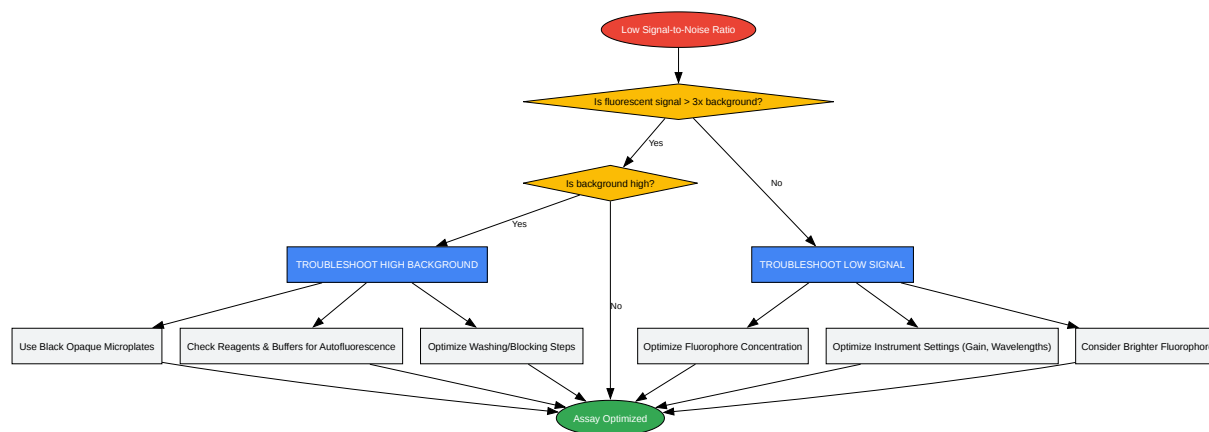 Low Signal-to-Noise Ratio
Is fluorescent signal > 3x background?
Yes
Is background high?
No
Yes
TROUBLESHOOT HIGH BACKGROUND
TROUBLESHOOT LOW SIGNAL
No
Use Black Opaque Microplates
Check Reagents & Buffers for Autofluorescence
Optimize Washing/Blocking Steps
Optimize Fluorophore Concentration
Optimize Instrument Settings (Gain, Wavelengths)
Consider Brighter Fluorophore
Assay Optimized